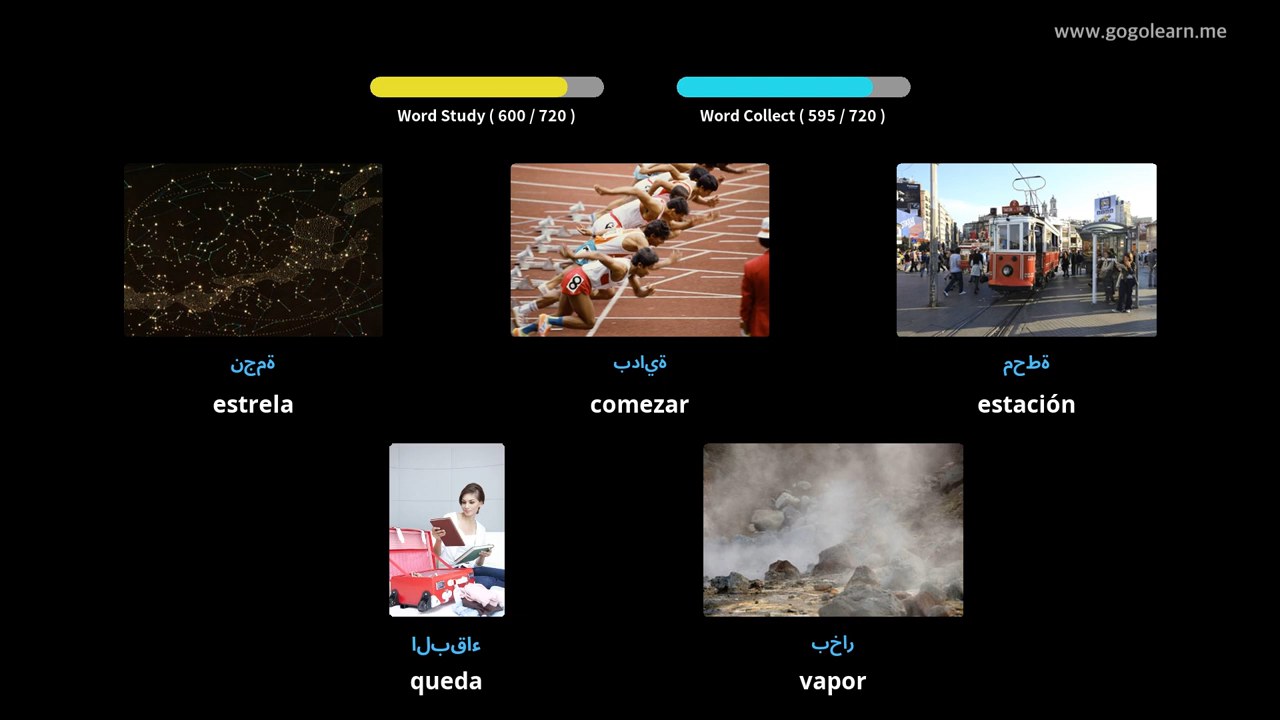 www.gogolearn.me
Word Study ( 600 / 720 )
Word Collect ( 595 / 720 )
نجمة
بداية
محطة
estrela
comezar
estación
البقاء
بخار
queda
vapor